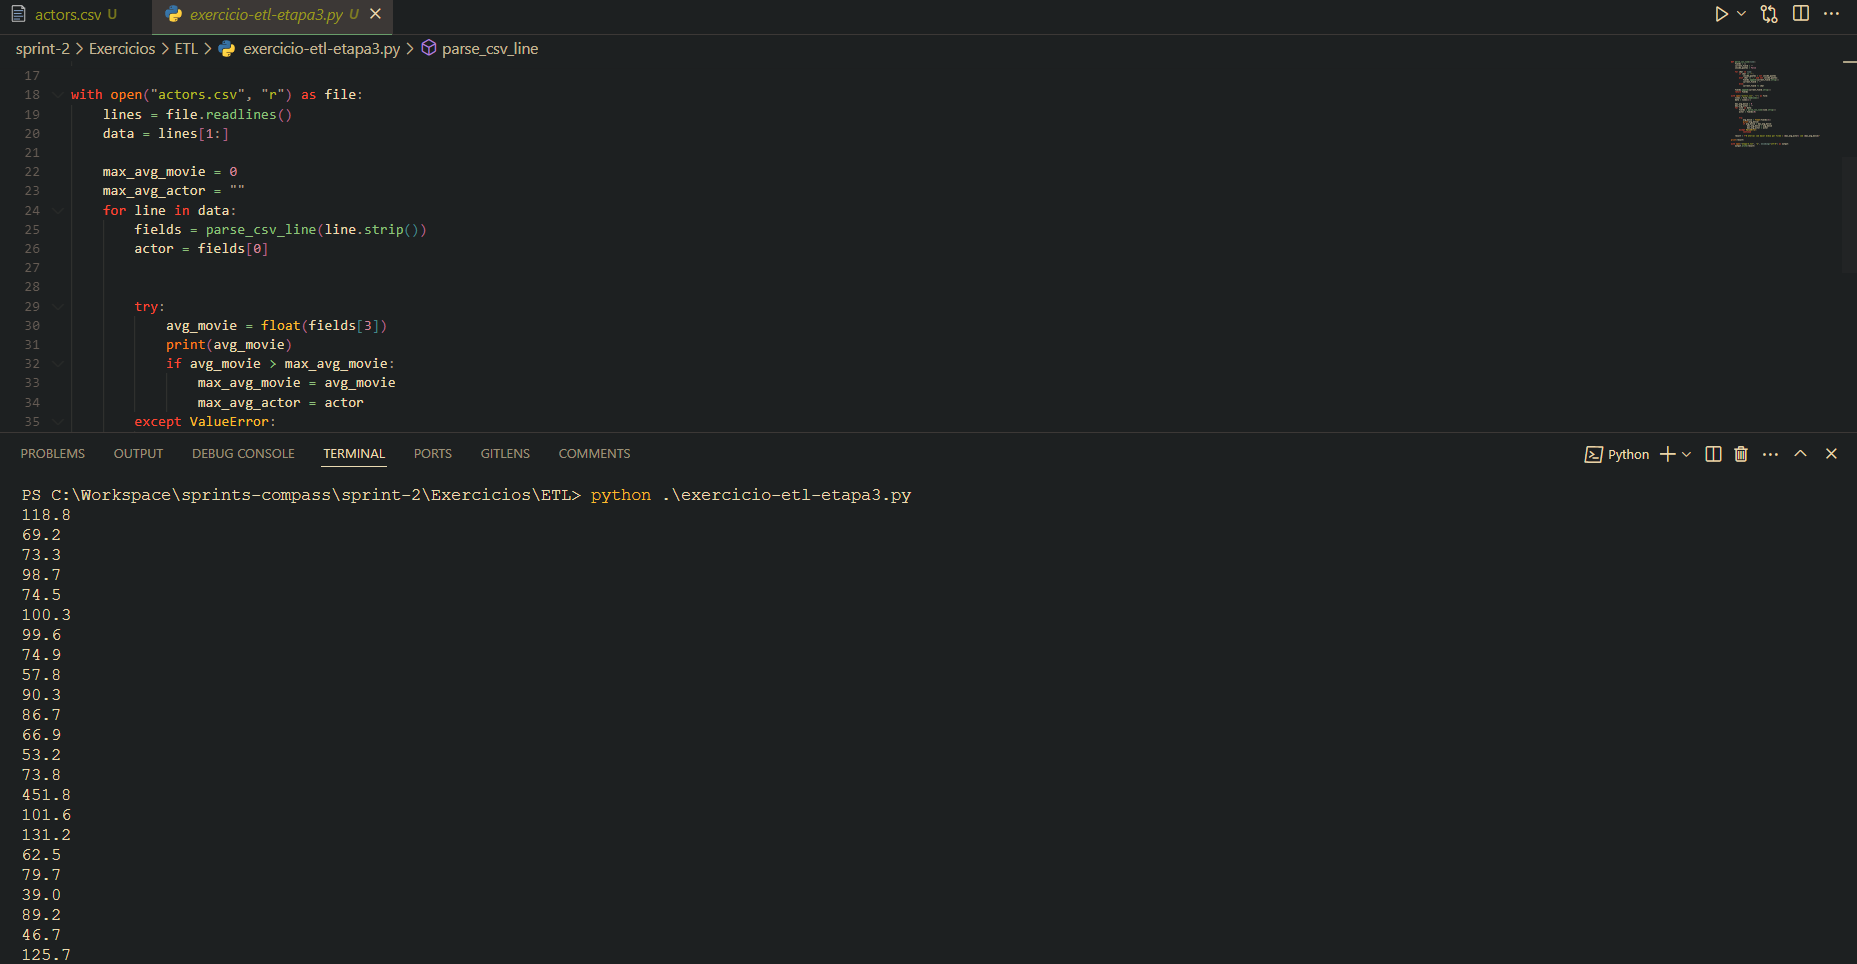 actors.csv U
exercicio-etl-etapa3.py U
sprint-2 > Exercicios > ETL > exercicio-etl-etapa3.py > parse_csv_line
17
18 with open("actors.csv", "r") as file:
19 lines = file.readlines()
20 data = lines[1:]
21
22 max_avg_movie = 0
23 max_avg_actor = ""
24 for line in data:
25 fields = parse_csv_line(line.strip())
26 actor = fields[0]
27
28
29 try:
30 avg_movie = float(fields[3])
31 print(avg_movie)
32 if avg_movie > max_avg_movie:
33 max_avg_movie = avg_movie
34 max_avg_actor = actor
35 except ValueError:
PROBLEMS OUTPUT DEBUG CONSOLE TERMINAL PORTS GITLENS COMMENTS
Python
PS C:\Workspace\sprints-compass\sprint-2\Exercicios\ETL> python .\exercicio-etl-etapa3.py
118.8
69.2
73.3
98.7
74.5
100.3
99.6
74.9
57.8
90.3
86.7
66.9
53.2
73.8
451.8
101.6
131.2
62.5
79.7
39.0
89.2
46.7
125.7